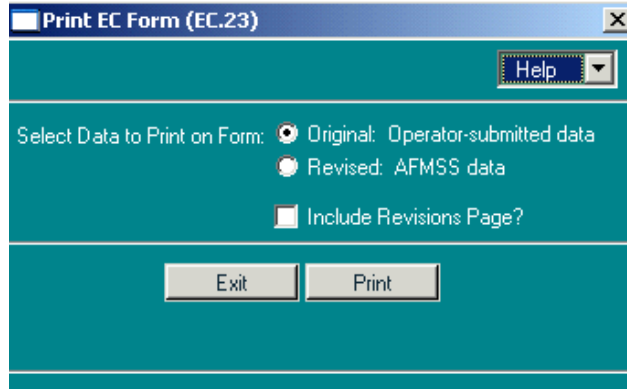 Print EC Form (EC.23)
Help
Select Data to Print on Form: Original: Operator-submitted data
Revised: AFMSS data
Include Revisions Page?
Exit Print